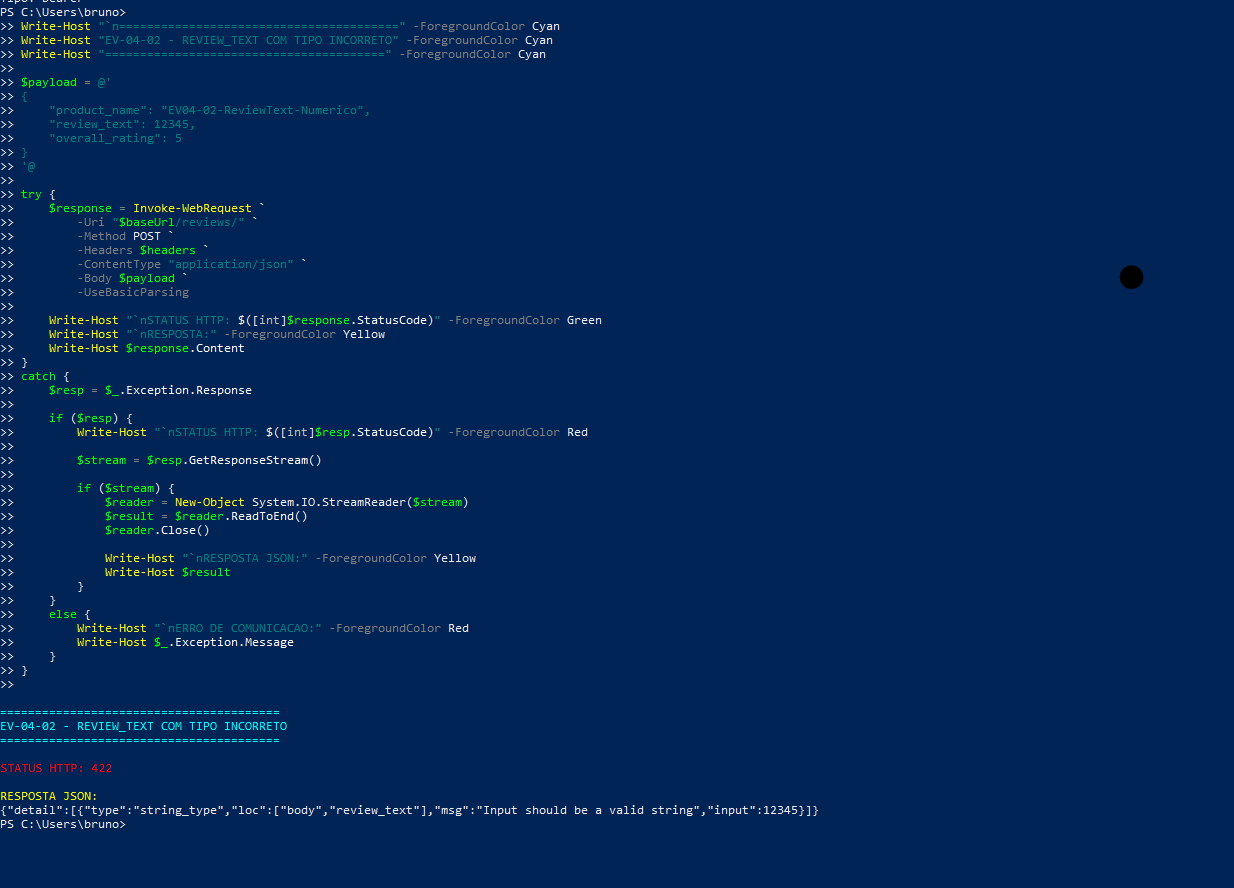 PS C:\Users\bruno>
>> Write-Host "`n========================================" -ForegroundColor Cyan
>> Write-Host "EV-04-02 - REVIEW_TEXT COM TIPO INCORRETO" -ForegroundColor Cyan
>> Write-Host "========================================" -ForegroundColor Cyan
>>
>> $payload = @'
>> {
>>     "product_name": "EV04-02-ReviewText-Numerico",
>>     "review_text": 12345,
>>     "overall_rating": 5
>> }
>> '@
>>
>> try {
>>     $response = Invoke-WebRequest `
>>         -Uri "$baseUrl/reviews/" `
>>         -Method POST `
>>         -Headers $headers `
>>         -ContentType "application/json" `
>>         -Body $payload `
>>         -UseBasicParsing
>>
>>     Write-Host "`nSTATUS HTTP: $([int]$response.StatusCode)" -ForegroundColor Green
>>     Write-Host "`nRESPOSTA:" -ForegroundColor Yellow
>>     Write-Host $response.Content
>> }
>> catch {
>>     $resp = $_.Exception.Response
>>
>>     if ($resp) {
>>         Write-Host "`nSTATUS HTTP: $([int]$resp.StatusCode)" -ForegroundColor Red
>>
>>         $stream = $resp.GetResponseStream()
>>
>>         if ($stream) {
>>             $reader = New-Object System.IO.StreamReader($stream)
>>             $result = $reader.ReadToEnd()
>>             $reader.Close()
>>
>>             Write-Host "`nRESPOSTA JSON:" -ForegroundColor Yellow
>>             Write-Host $result
>>         }
>>     }
>>     else {
>>         Write-Host "`nERRO DE COMUNICACAO:" -ForegroundColor Red
>>         Write-Host $_.Exception.Message
>>     }
>> }
>>
========================================
EV-04-02 - REVIEW_TEXT COM TIPO INCORRETO
========================================
STATUS HTTP: 422
RESPOSTA JSON:
{"detail":[{"type":"string_type","loc":["body","review_text"],"msg":"Input should be a valid string","input":12345}]}
PS C:\Users\bruno>